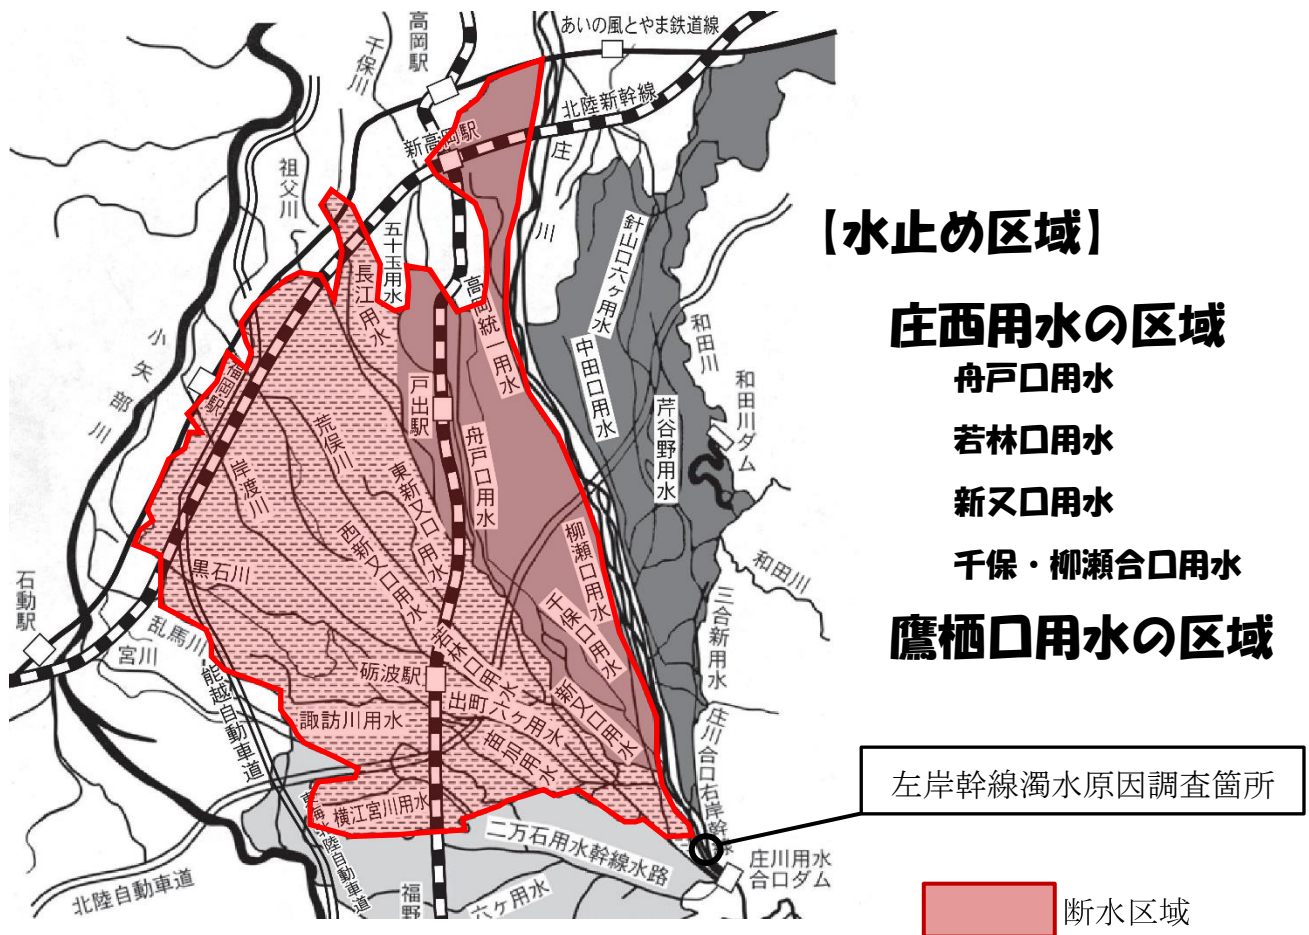 あいの風とやま鉄道線
高岡駅
千保川
北陸新幹線
新高岡駅
庄
川
祖父川
五十玉用水
長江用水
高岡統一用水
針山口六ケ用水
中田口用水
和田川
和田川ダム
芹谷野用水
小矢部川
福岡駅
戸出駅
舟戸口用水
荒俣川
岸渡川
東新又口用水
西新又口用水
柳瀬口用水
千保口用水
和田川
黒石川
石動駅
乱馬川
宮川
能越自動車道
砺波駅
若林口用水
新又口用水
三合新用水
出町六ケ用水
苗加用水
諏訪川用水
庄川合口右岸幹線
横江宮川用水
東海北陸自動車道
二万石用水幹線水路
北陸自動車道
福野
六ケ用水
庄川用水
合口ダム
【水止め区域】
庄西用水の区域
舟戸口用水
若林口用水
新又口用水
千保・柳瀬合口用水
鷹栖口用水の区域
左岸幹線濁水原因調査箇所
断水区域